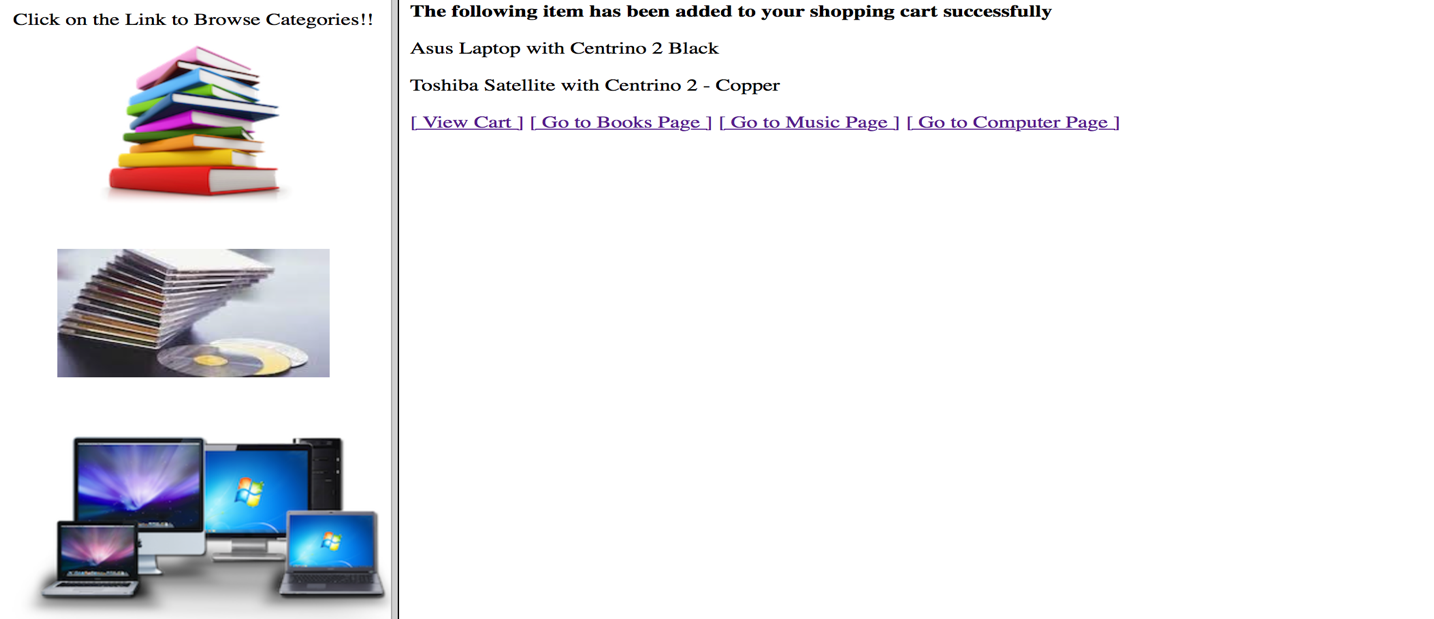 Click on the Link to Browse Categories!!
The following item has been added to your shopping cart successfully
Asus Laptop with Centrino 2 Black
Toshiba Satellite with Centrino 2 - Copper
[ View Cart ] [ Go to Books Page ] [ Go to Music Page ] [ Go to Computer Page ]